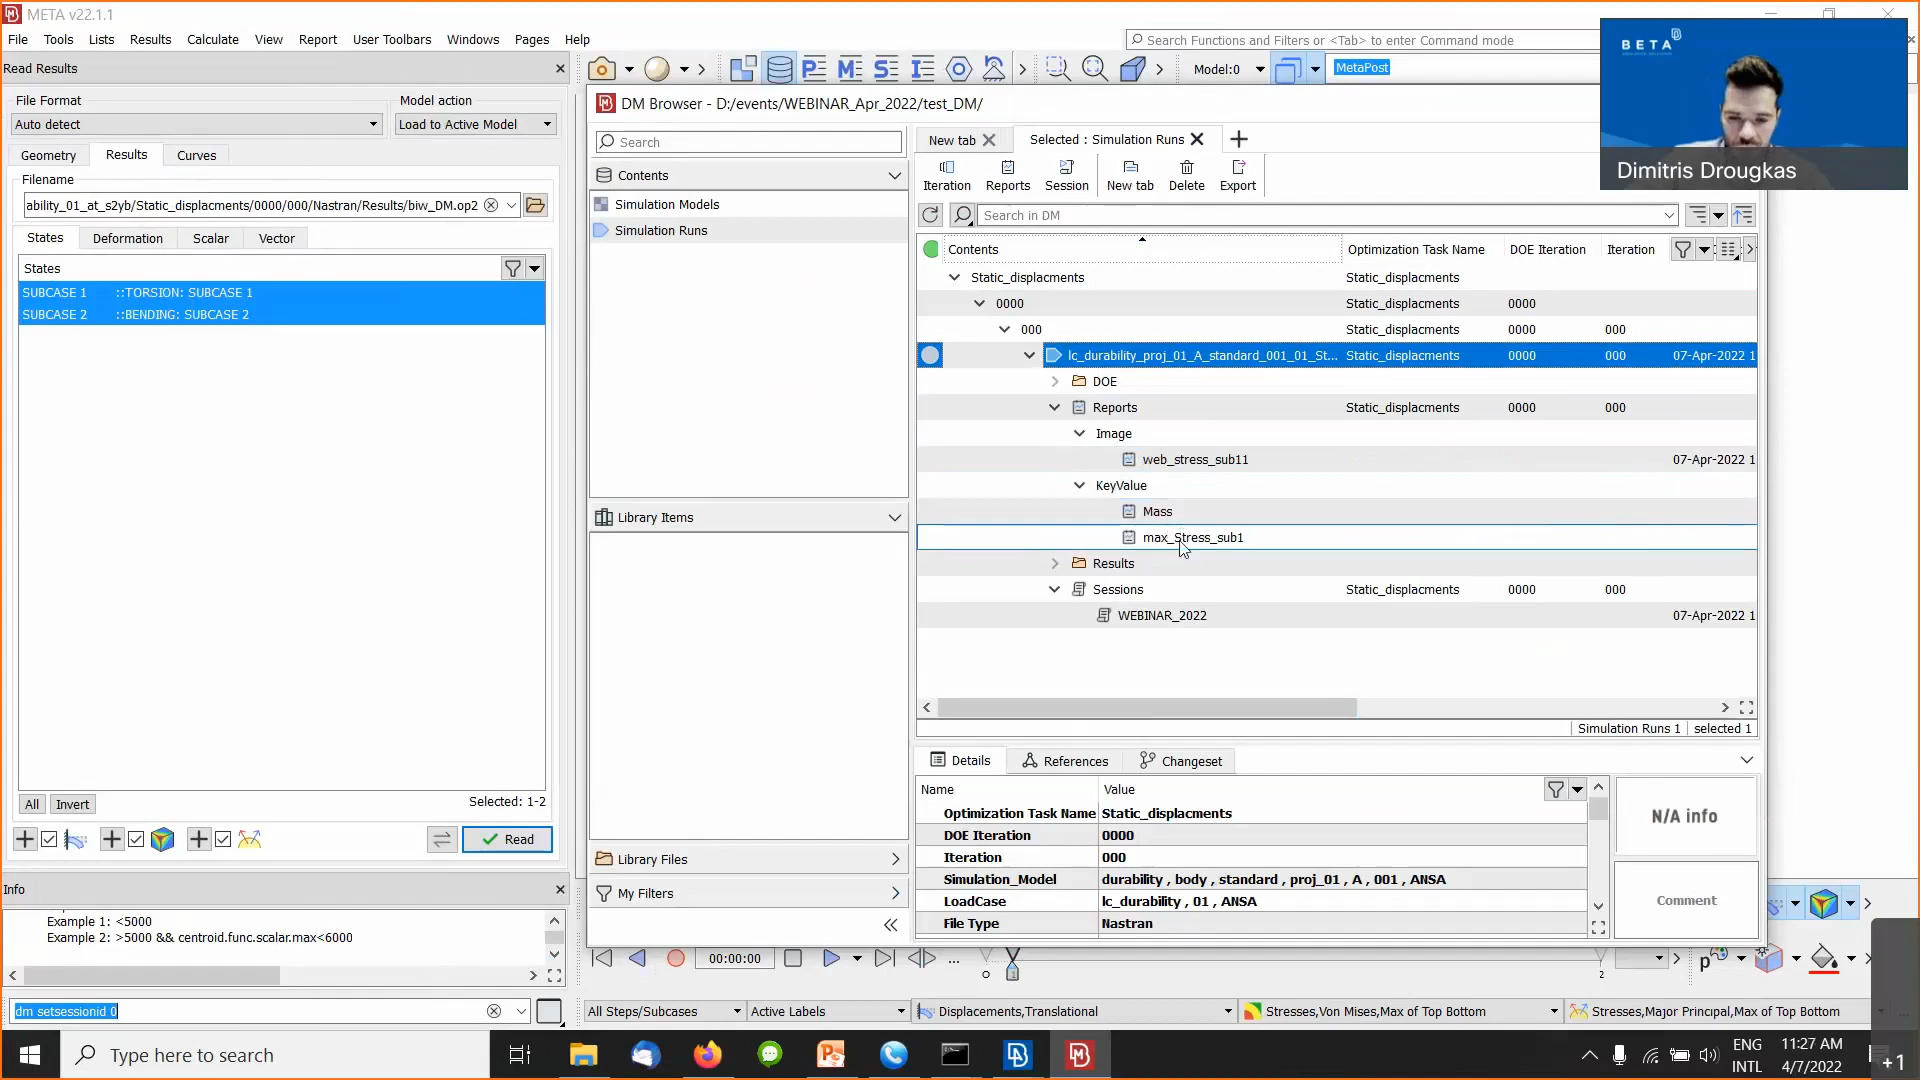 META v22.1.1
File Tools Lists Results Calculate View Report User Toolbars Windows Pages Help
Search Functions and Filters or <Tab> to enter Command mode
BETA
Dimitris Drougkas
Read Results
File Format
Model action
Auto detect
Load to Active Model
Geometry Results Curves
Filename
ability_01_at_s2yb/Static_displacments/0000/000/Nastran/Results/biw_DM.op2
States Deformation Scalar Vector
States
SUBCASE 1 ::TORSION: SUBCASE 1
SUBCASE 2 ::BENDING: SUBCASE 2
All Invert
Selected: 1-2
Read
Info
Example 1: <5000
Example 2: >5000 && centroid.func.scalar.max<6000
dm setsessionid 0
Model:0
MetaPost
DM Browser - D:/events/WEBINAR_Apr_2022/test_DM/
Search
Contents
Simulation Models
Simulation Runs
Library Items
Library Files
My Filters
New tab
Selected : Simulation Runs
Iteration Reports Session New tab Delete Export
Search in DM
Contents Optimization Task Name DOE Iteration Iteration
Static_displacments Static_displacments
0000 Static_displacments 0000
000 Static_displacments 0000 000
lc_durability_proj_01_A_standard_001_01_St... Static_displacments 0000 000 07-Apr-2022 1
DOE
Reports Static_displacments 0000 000
Image
web_stress_sub11 07-Apr-2022 1
KeyValue
Mass
max_Stress_sub1
Results
Sessions Static_displacments 0000 000
WEBINAR_2022 07-Apr-2022 1
Simulation Runs 1 selected 1
Details References Changeset
Name Value
Optimization Task Name Static_displacments
DOE Iteration 0000
Iteration 000
Simulation_Model durability , body , standard , proj_01 , A , 001 , ANSA
LoadCase lc_durability , 01 , ANSA
File Type Nastran
N/A info
Comment
00:00:00
...
0
1
2
All Steps/Subcases
Active Labels
Displacements,Translational
Stresses,Von Mises,Max of Top Bottom
Stresses,Major Principal,Max of Top Bottom
Type here to search
ENG
INTL
11:27 AM
4/7/2022
+1